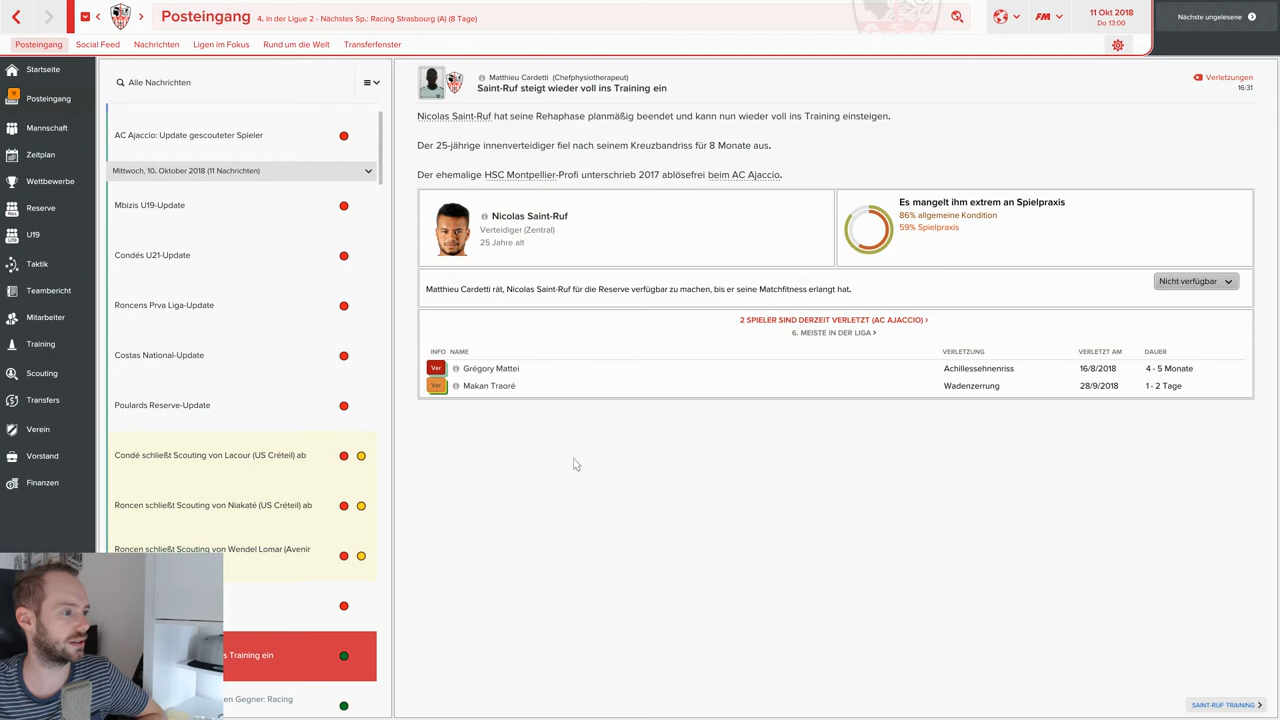 Posteingang
4. in der Ligue 2 - Nächstes Sp.: Racing Strasbourg (A) (8 Tage)
FM
11 Okt 2018
Do 13:00
Nächste ungelesene
Posteingang
Social Feed
Nachrichten
Ligen im Fokus
Rund um die Welt
Transferfenster
Startseite
Posteingang
Mannschaft
Zeitplan
Wettbewerbe
Reserve
U19
Taktik
Teambericht
Mitarbeiter
Training
Scouting
Transfers
Verein
Vorstand
Finanzen
Alle Nachrichten
AC Ajaccio: Update gescouteter Spieler
Mittwoch, 10. Oktober 2018 (11 Nachrichten)
Mbizis U19-Update
Condés U21-Update
Roncens Prva Liga-Update
Costas National-Update
Poulards Reserve-Update
Condé schließt Scouting von Lacour (US Créteil) ab
Roncen schließt Scouting von Niakaté (US Créteil) ab
Roncen schließt Scouting von Wendel Lomar (Avenir
s Training ein
en Gegner: Racing
Matthieu Cardetti (Chefphysiotherapeut)
Saint-Ruf steigt wieder voll ins Training ein
Verletzungen
16:31
Nicolas Saint-Ruf hat seine Rehaphase planmäßig beendet und kann nun wieder voll ins Training einsteigen.
Der 25-jährige innenverteidiger fiel nach seinem Kreuzbandriss für 8 Monate aus.
Der ehemalige HSC Montpellier-Profi unterschrieb 2017 ablösefrei beim AC Ajaccio.
Nicolas Saint-Ruf
Verteidiger (Zentral)
25 Jahre alt
Es mangelt ihm extrem an Spielpraxis
86% allgemeine Kondition
59% Spielpraxis
Matthieu Cardetti rät, Nicolas Saint-Ruf für die Reserve verfügbar zu machen, bis er seine Matchfitness erlangt hat.
Nicht verfügbar
2 SPIELER SIND DERZEIT VERLETZT (AC AJACCIO) >
6. MEISTE IN DER LIGA >
INFO NAME VERLETZUNG VERLETZT AM DAUER
Ver Grégory Mattei Achillessehnenriss 16/8/2018 4 - 5 Monate
Ver Makan Traoré Wadenzerrung 28/9/2018 1 - 2 Tage
SAINT-RUF TRAINING >